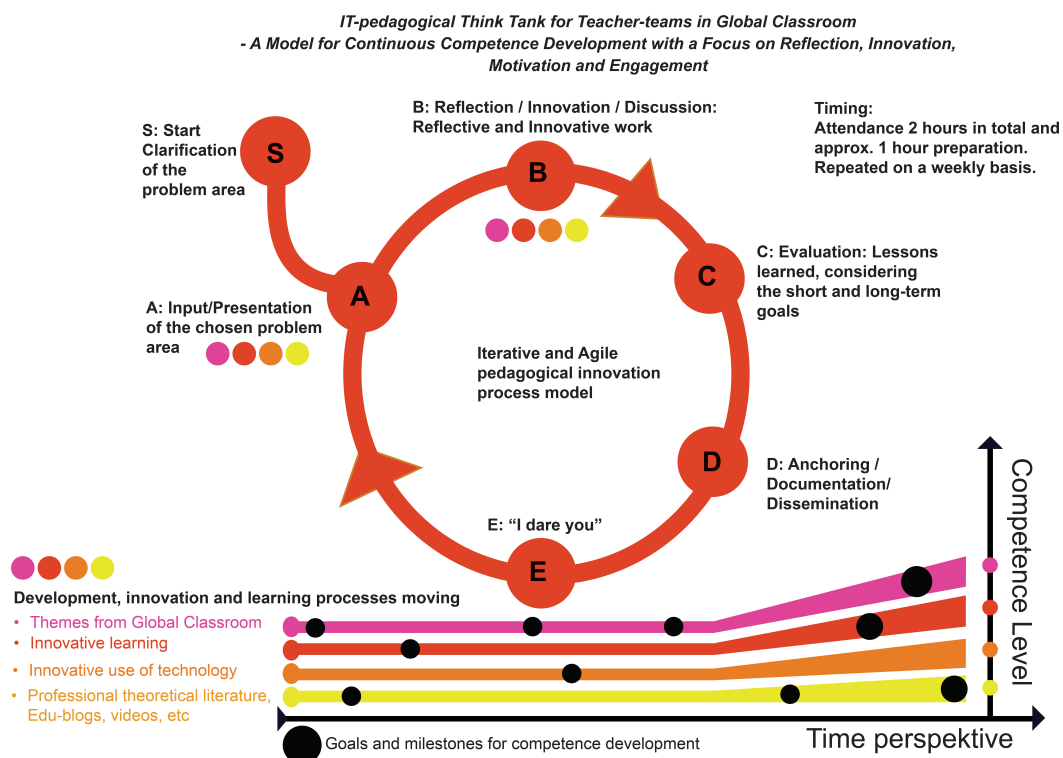 IT-pedagogical Think Tank for Teacher-teams in Global Classroom
- A Model for Continuous Competence Development with a Focus on Reflection, Innovation,
Motivation and Engagement
B: Reflection / Innovation / Discussion:
Reflective and Innovative work
Timing:
Attendance 2 hours in total and
approx. 1 hour preparation.
Repeated on a weekly basis.
S: Start
Clarification
of the
problem area
S
B
C
C: Evaluation: Lessons
learned, considering
the short and long-term
goals
A
A: Input/Presentation
of the chosen problem
area
Iterative and Agile
pedagogical innovation
process model
D
D: Anchoring /
Documentation/
Dissemination
E: “I dare you”
E
Competence Level
Development, innovation and learning processes moving
• Themes from Global Classroom
• Innovative learning
• Innovative use of technology
• Professional theoretical literature,
Edu-blogs, videos, etc
Goals and milestones for competence development
Time perspektive